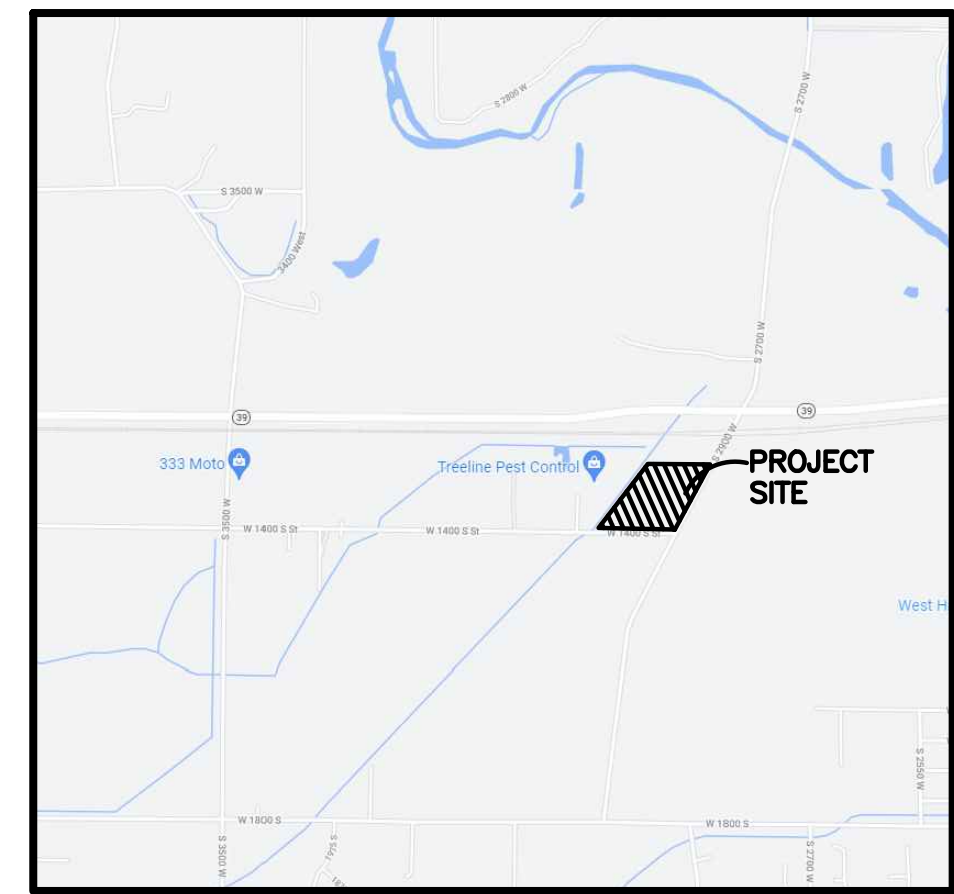 S 2800 W
S 2700 W
S 3500 W
3400 West
S 2700 W
39
39
S 2900 W
333 Moto
Treeline Pest Control
PROJECT
SITE
S 3500 W
W 1400 S St
W 1400 S St
W 1400 S St
West H
S 2550 W
W 1800 S
W 1800 S
S 3500 W
1975 S
S 2700 W